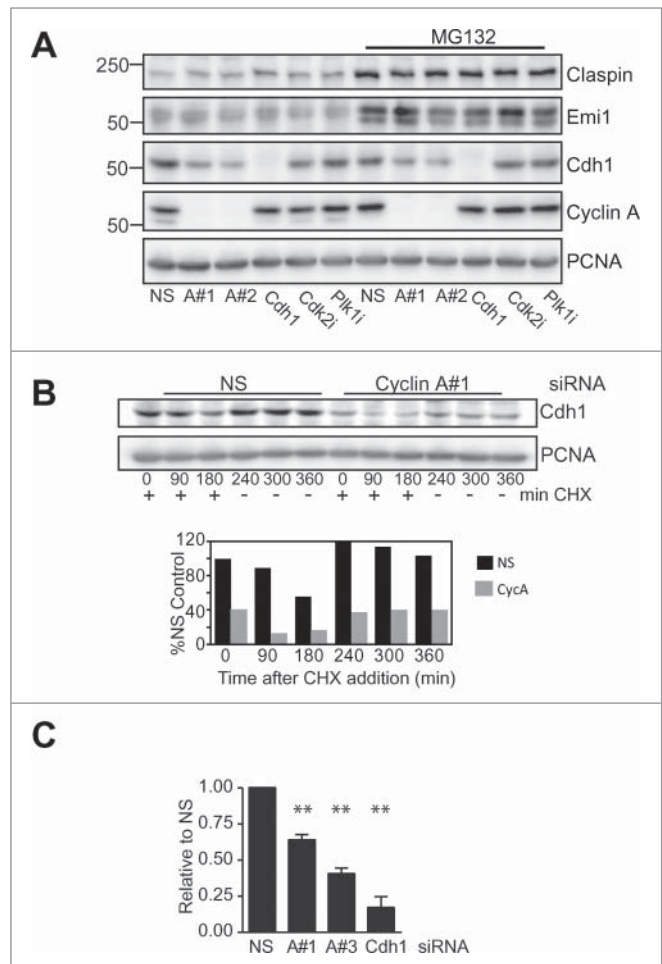 A
MG132
250
Claspin
Emi1
50
Cdh1
50
Cyclin A
50
PCNA
NS A#1 A#2 Cdh1 Cdk2i Plk1i NS A#1 A#2 Cdh1 Cdk2i Plk1i
B
NS Cyclin A#1 siRNA
Cdh1
PCNA
0 90 180 240 300 360 0 90 180 240 300 360
+ + + - - - + + + - - - min CHX
120
80
40
0
%NS Control
NS
CycA
0 90 180 240 300 360
Time after CHX addition (min)
C
1.00
0.75
0.50
0.25
0.00
Relative to NS
** ** **
NS A#1 A#3 Cdh1 siRNA